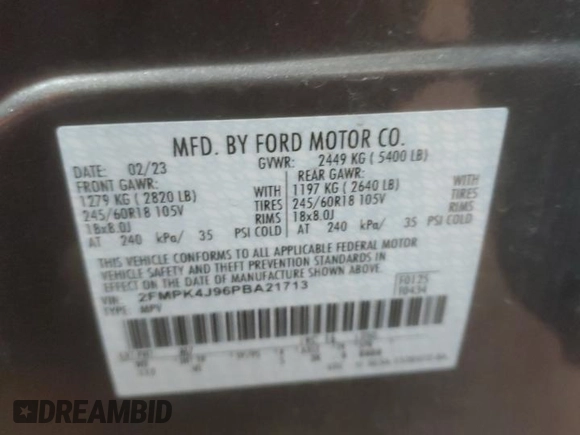 MFD. BY FORD MOTOR CO.
DATE: 02/23 GVWR: 2449 KG ( 5400 LB)
FRONT GAWR: REAR GAWR:
1279 KG ( 2820 LB) WITH 1197 KG ( 2640 LB) WITH
245/60R18 105V TIRES 245/60R18 105V TIRES
18x8.0J RIMS 18x8.0J RIMS
AT 240 kPa/ 35 PSI COLD AT 240 kPa/ 35 PSI COLD
THIS VEHICLE CONFORMS TO ALL APPLICABLE FEDERAL MOTOR
VEHICLE SAFETY AND THEFT PREVENTION STANDARDS IN
EFFECT ON THE DATE OF MANUFACTURE SHOWN ABOVE.
VIN: 2FMPK4J96PBA21713 F0125
TYPE: MPV
DREAMBID